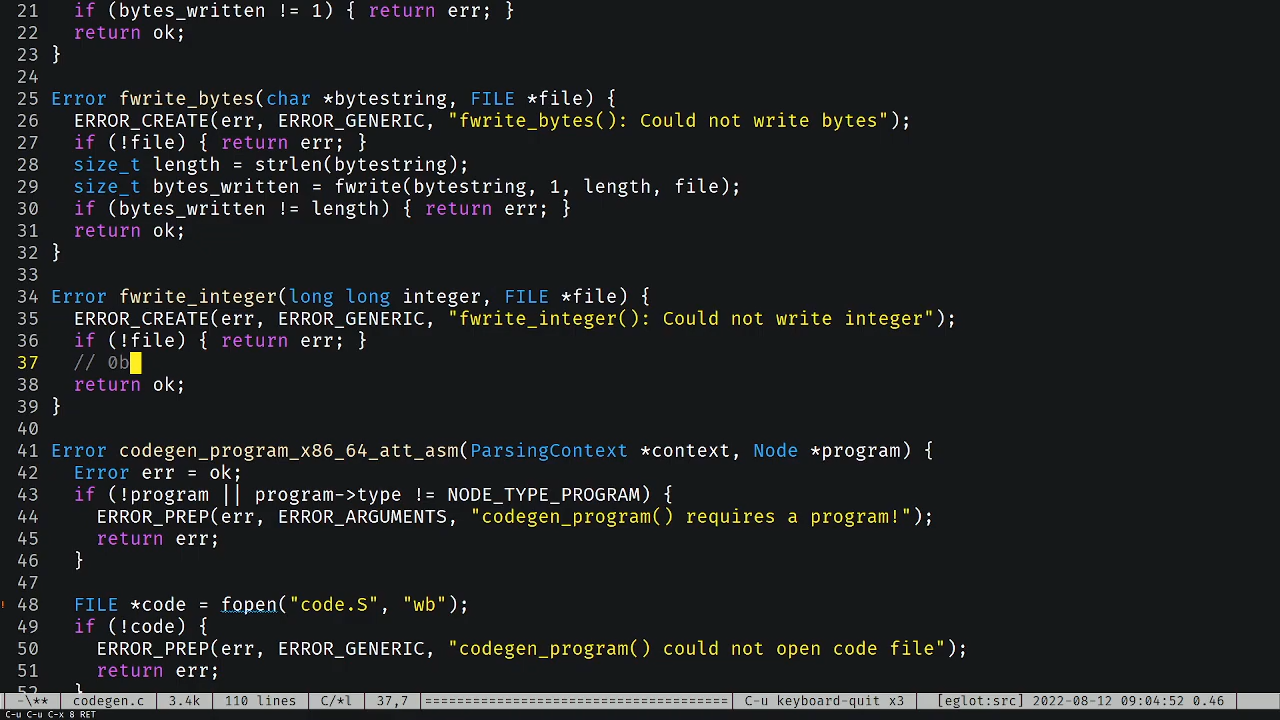 21   if (bytes_written != 1) { return err; }
22   return ok;
23 }
24
25 Error fwrite_bytes(char *bytestring, FILE *file) {
26   ERROR_CREATE(err, ERROR_GENERIC, "fwrite_bytes(): Could not write bytes");
27   if (!file) { return err; }
28   size_t length = strlen(bytestring);
29   size_t bytes_written = fwrite(bytestring, 1, length, file);
30   if (bytes_written != length) { return err; }
31   return ok;
32 }
33
34 Error fwrite_integer(long long integer, FILE *file) {
35   ERROR_CREATE(err, ERROR_GENERIC, "fwrite_integer(): Could not write integer");
36   if (!file) { return err; }
37   // 0b
38   return ok;
39 }
40
41 Error codegen_program_x86_64_att_asm(ParsingContext *context, Node *program) {
42   Error err = ok;
43   if (!program || program->type != NODE_TYPE_PROGRAM) {
44     ERROR_PREP(err, ERROR_ARGUMENTS, "codegen_program() requires a program!");
45     return err;
46   }
47
! 48   FILE *code = fopen("code.S", "wb");
49   if (!code) {
50     ERROR_PREP(err, ERROR_GENERIC, "codegen_program() could not open code file");
51     return err;
52   }
-\** codegen.c 3.4k 110 lines C/*l 37,7 ======================================== C-u keyboard-quit x3 [eglot:src] 2022-08-12 09:04:52 0.46
C-u C-u C-x 8 RET